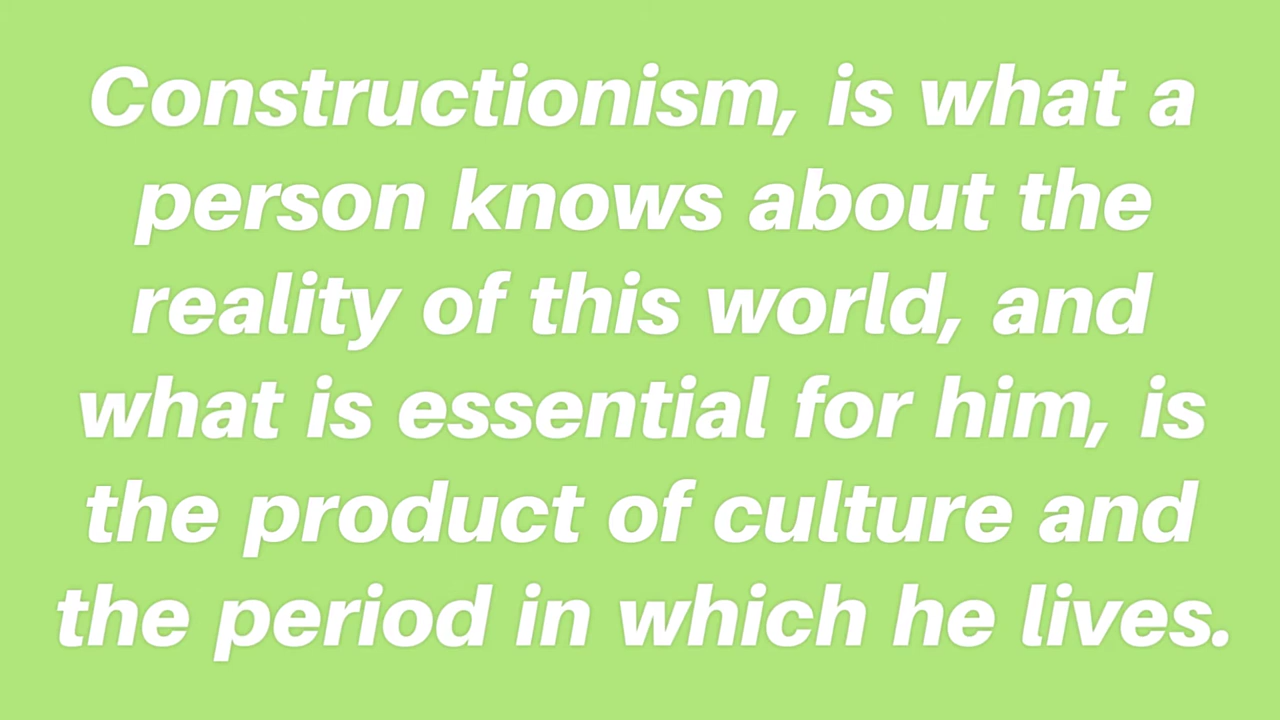 Constructionism, is what a
person knows about the
reality of this world, and
what is essential for him, is
the product of culture and
the period in which he lives.